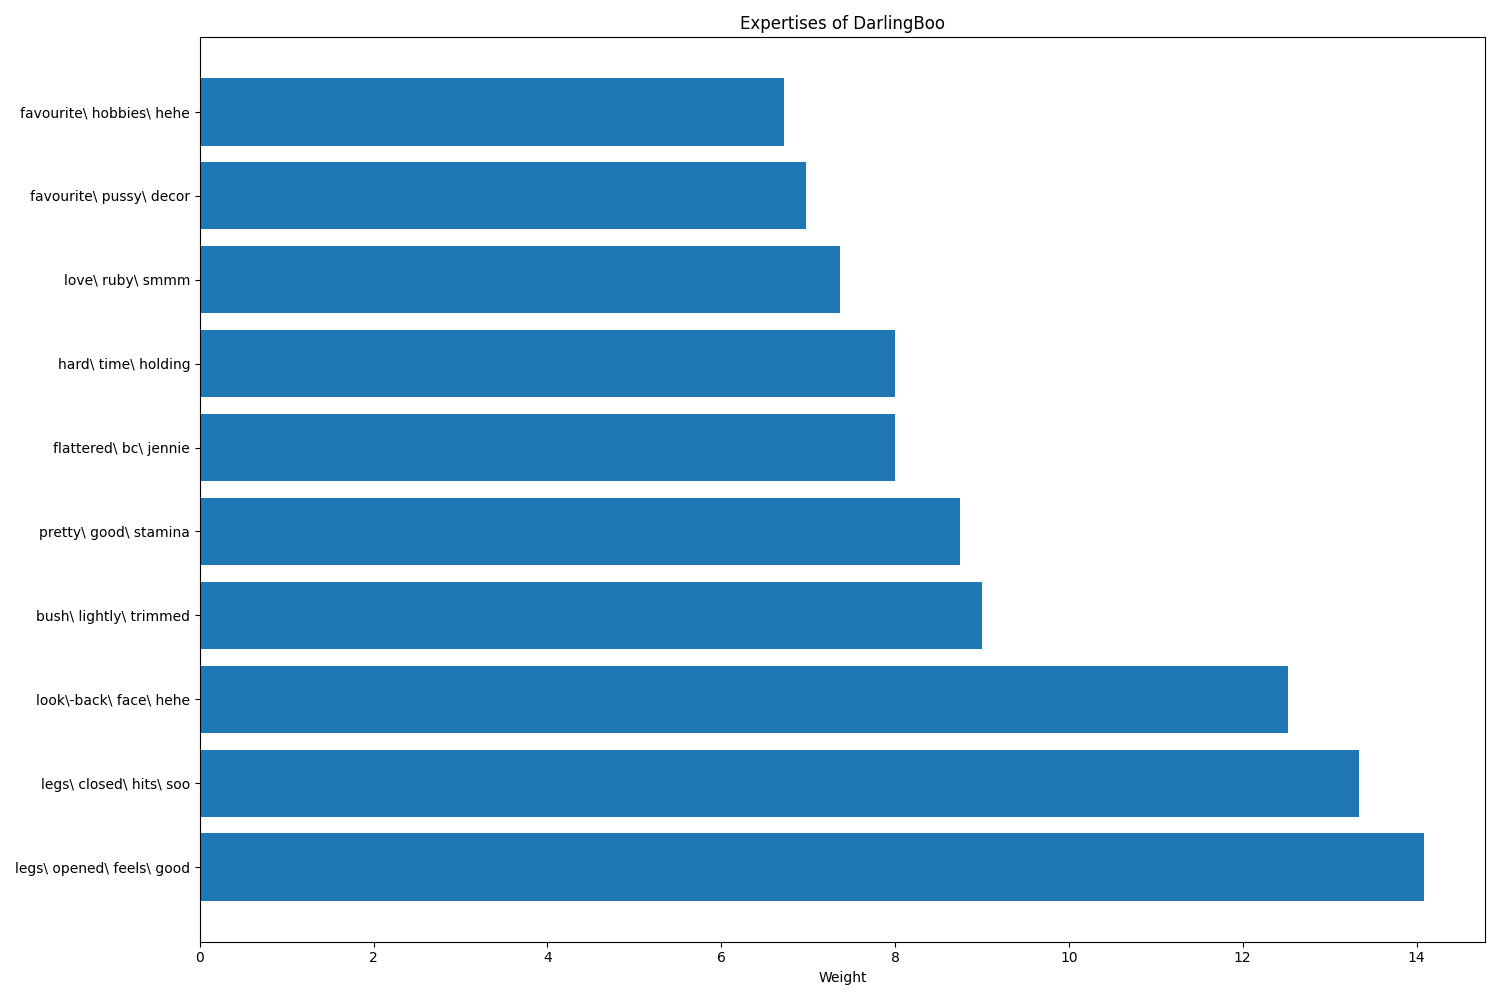 Expertises of DarlingBoo
favourite\ hobbies\ hehe
favourite\ pussy\ decor
love\ ruby\ smmm
hard\ time\ holding
flattered\ bc\ jennie
pretty\ good\ stamina
bush\ lightly\ trimmed
look\-back\ face\ hehe
legs\ closed\ hits\ soo
legs\ opened\ feels\ good
0 2 4 6 8 10 12 14
Weight